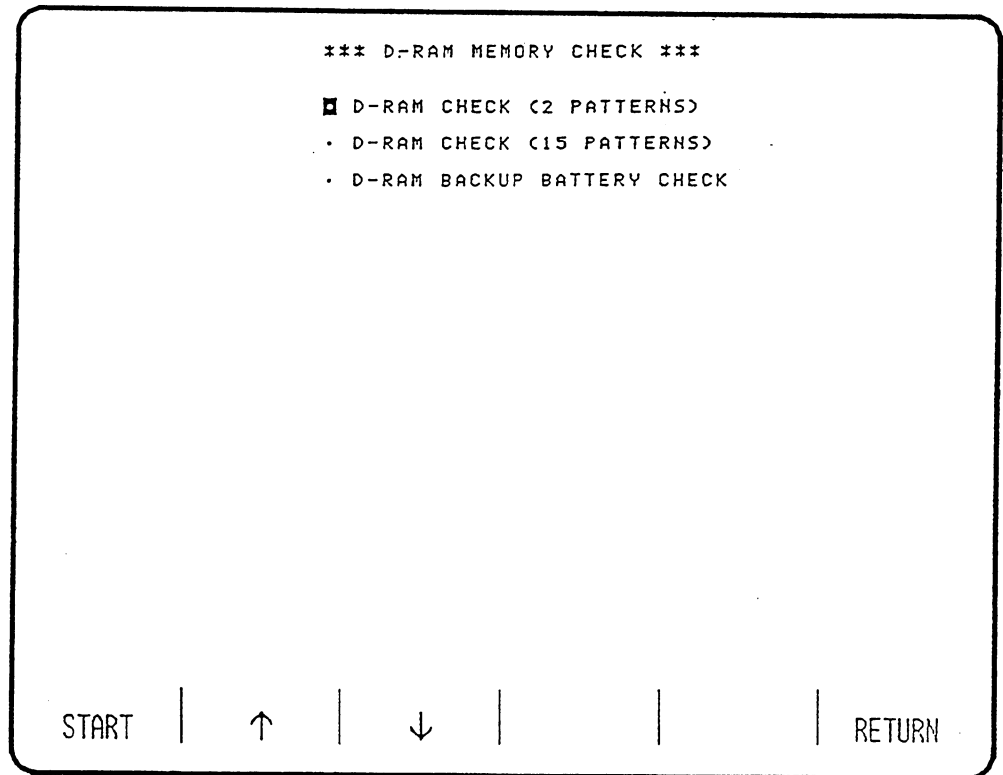 *** D-RAM MEMORY CHECK ***
D-RAM CHECK (2 PATTERNS)
· D-RAM CHECK (15 PATTERNS)
· D-RAM BACKUP BATTERY CHECK
START | ↑ | ↓ | | | RETURN